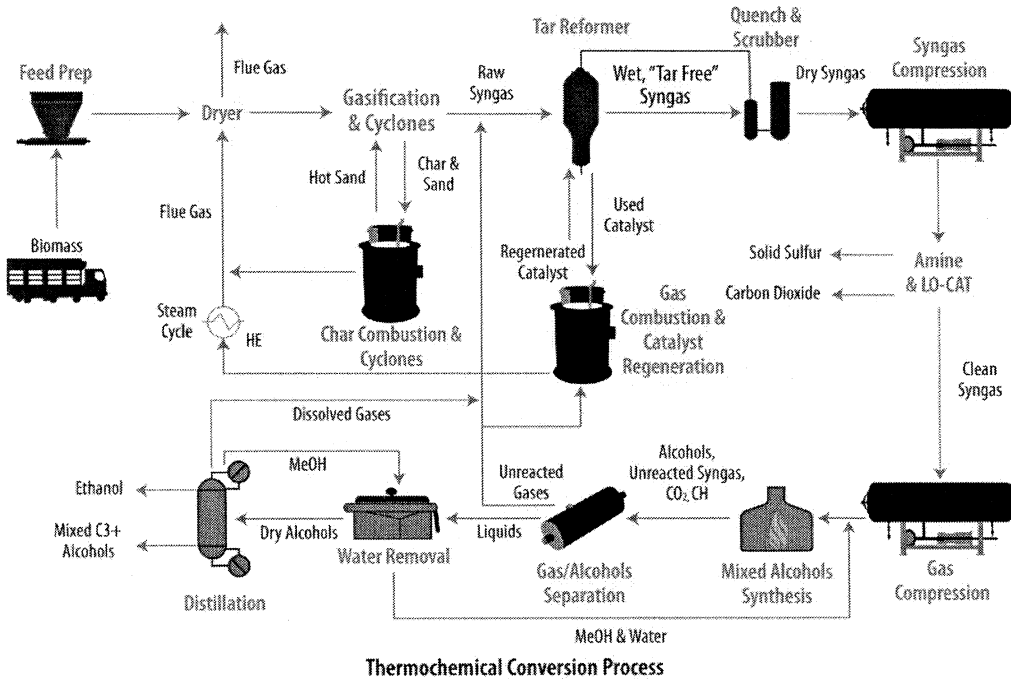 Tar Reformer
Quench &
Scrubber
Syngas
Compression
Feed Prep
Flue Gas
Raw
Syngas
Wet, "Tar Free"
Syngas
Dry Syngas
Dryer
Gasification
& Cyclones
Hot Sand
Char &
Sand
Flue Gas
Used
Catalyst
Regernerated
Catalyst
Biomass
Solid Sulfur
Amine
& LO-CAT
Carbon Dioxide
Steam
Cycle
HE
Char Combustion &
Cyclones
Gas
Combustion &
Catalyst
Regeneration
Clean
Syngas
Dissolved Gases
MeOH
Ethanol
Unreacted
Gases
Alcohols,
Unreacted Syngas,
CO₂, CH
Mixed C3+
Alcohols
Dry Alcohols
Liquids
Water Removal
Distillation
Gas/Alcohols
Separation
Mixed Alcohols
Synthesis
Gas
Compression
MeOH & Water
Thermochemical Conversion Process